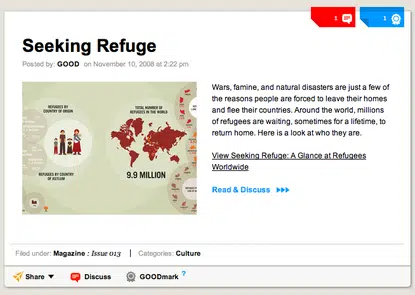 1
1
Seeking Refuge
Posted by: GOOD on November 10, 2008 at 2:22 pm
REFUGEES BY
COUNTRY OF ORIGIN
REFUGEES BY
COUNTRY OF ASYLUM
TOTAL NUMBER OF
REFUGEES IN THE WORLD
9.9 MILLION
Wars, famine, and natural disasters are just a few of
the reasons people are forced to leave their homes
and flee their countries. Around the world, millions
of refugees are waiting, sometimes for a lifetime, to
return home. Here is a look at who they are.
View Seeking Refuge: A Glance at Refugees
Worldwide
Read & Discuss
Filed under: Magazine : Issue 013 | Categories: Culture
Share Discuss GOODmark ?